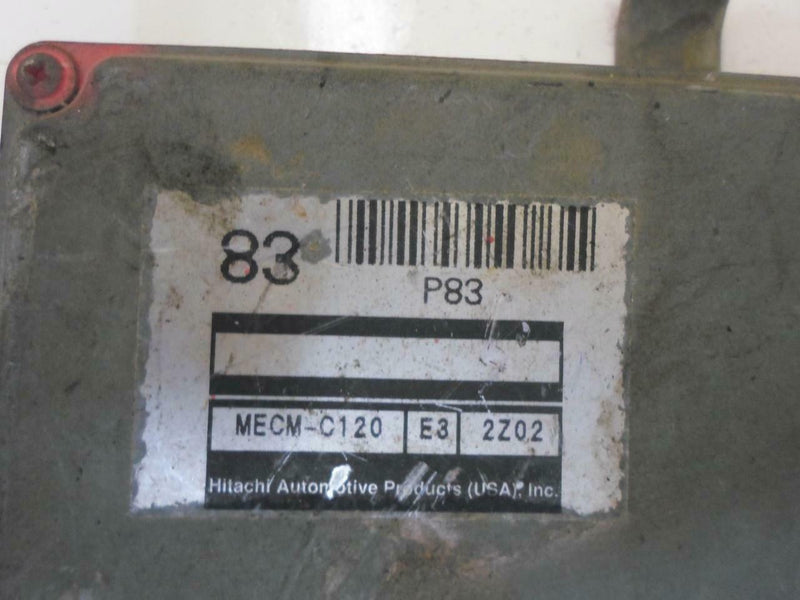 83
P83
MECM-C120 E3 2Z02
Hitachi Automotive Products (USA), Inc.